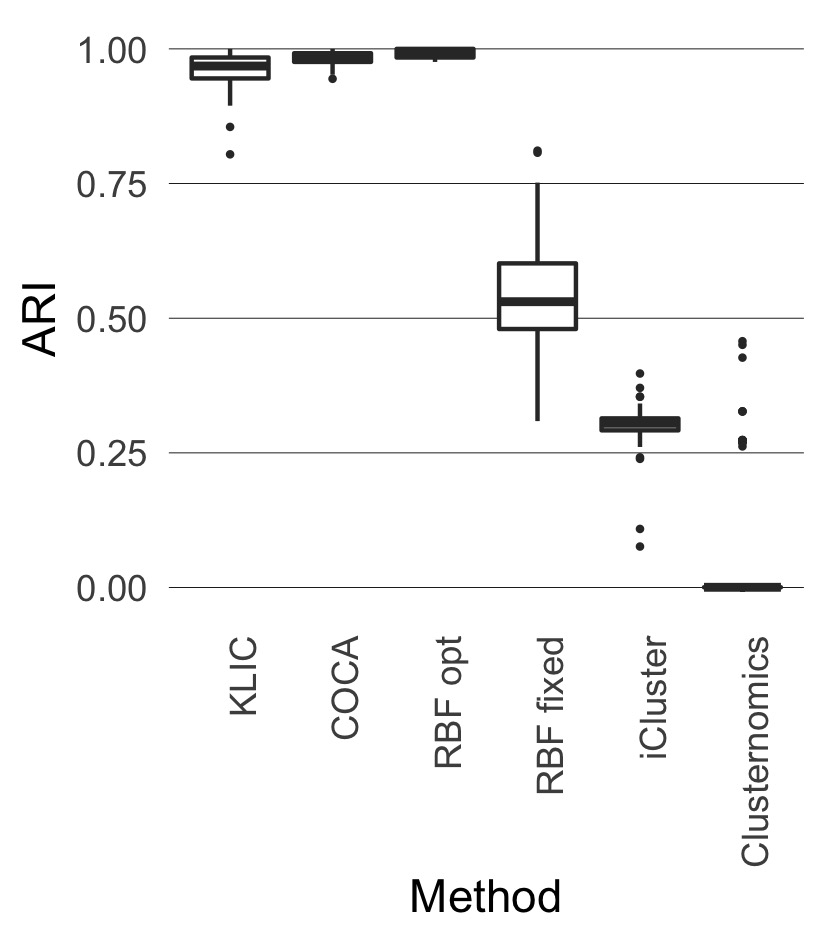 1.00
0.75
0.50
0.25
0.00
ARI
KLIC
COCA
RBF opt
RBF fixed
iCluster
Clusternomics
Method